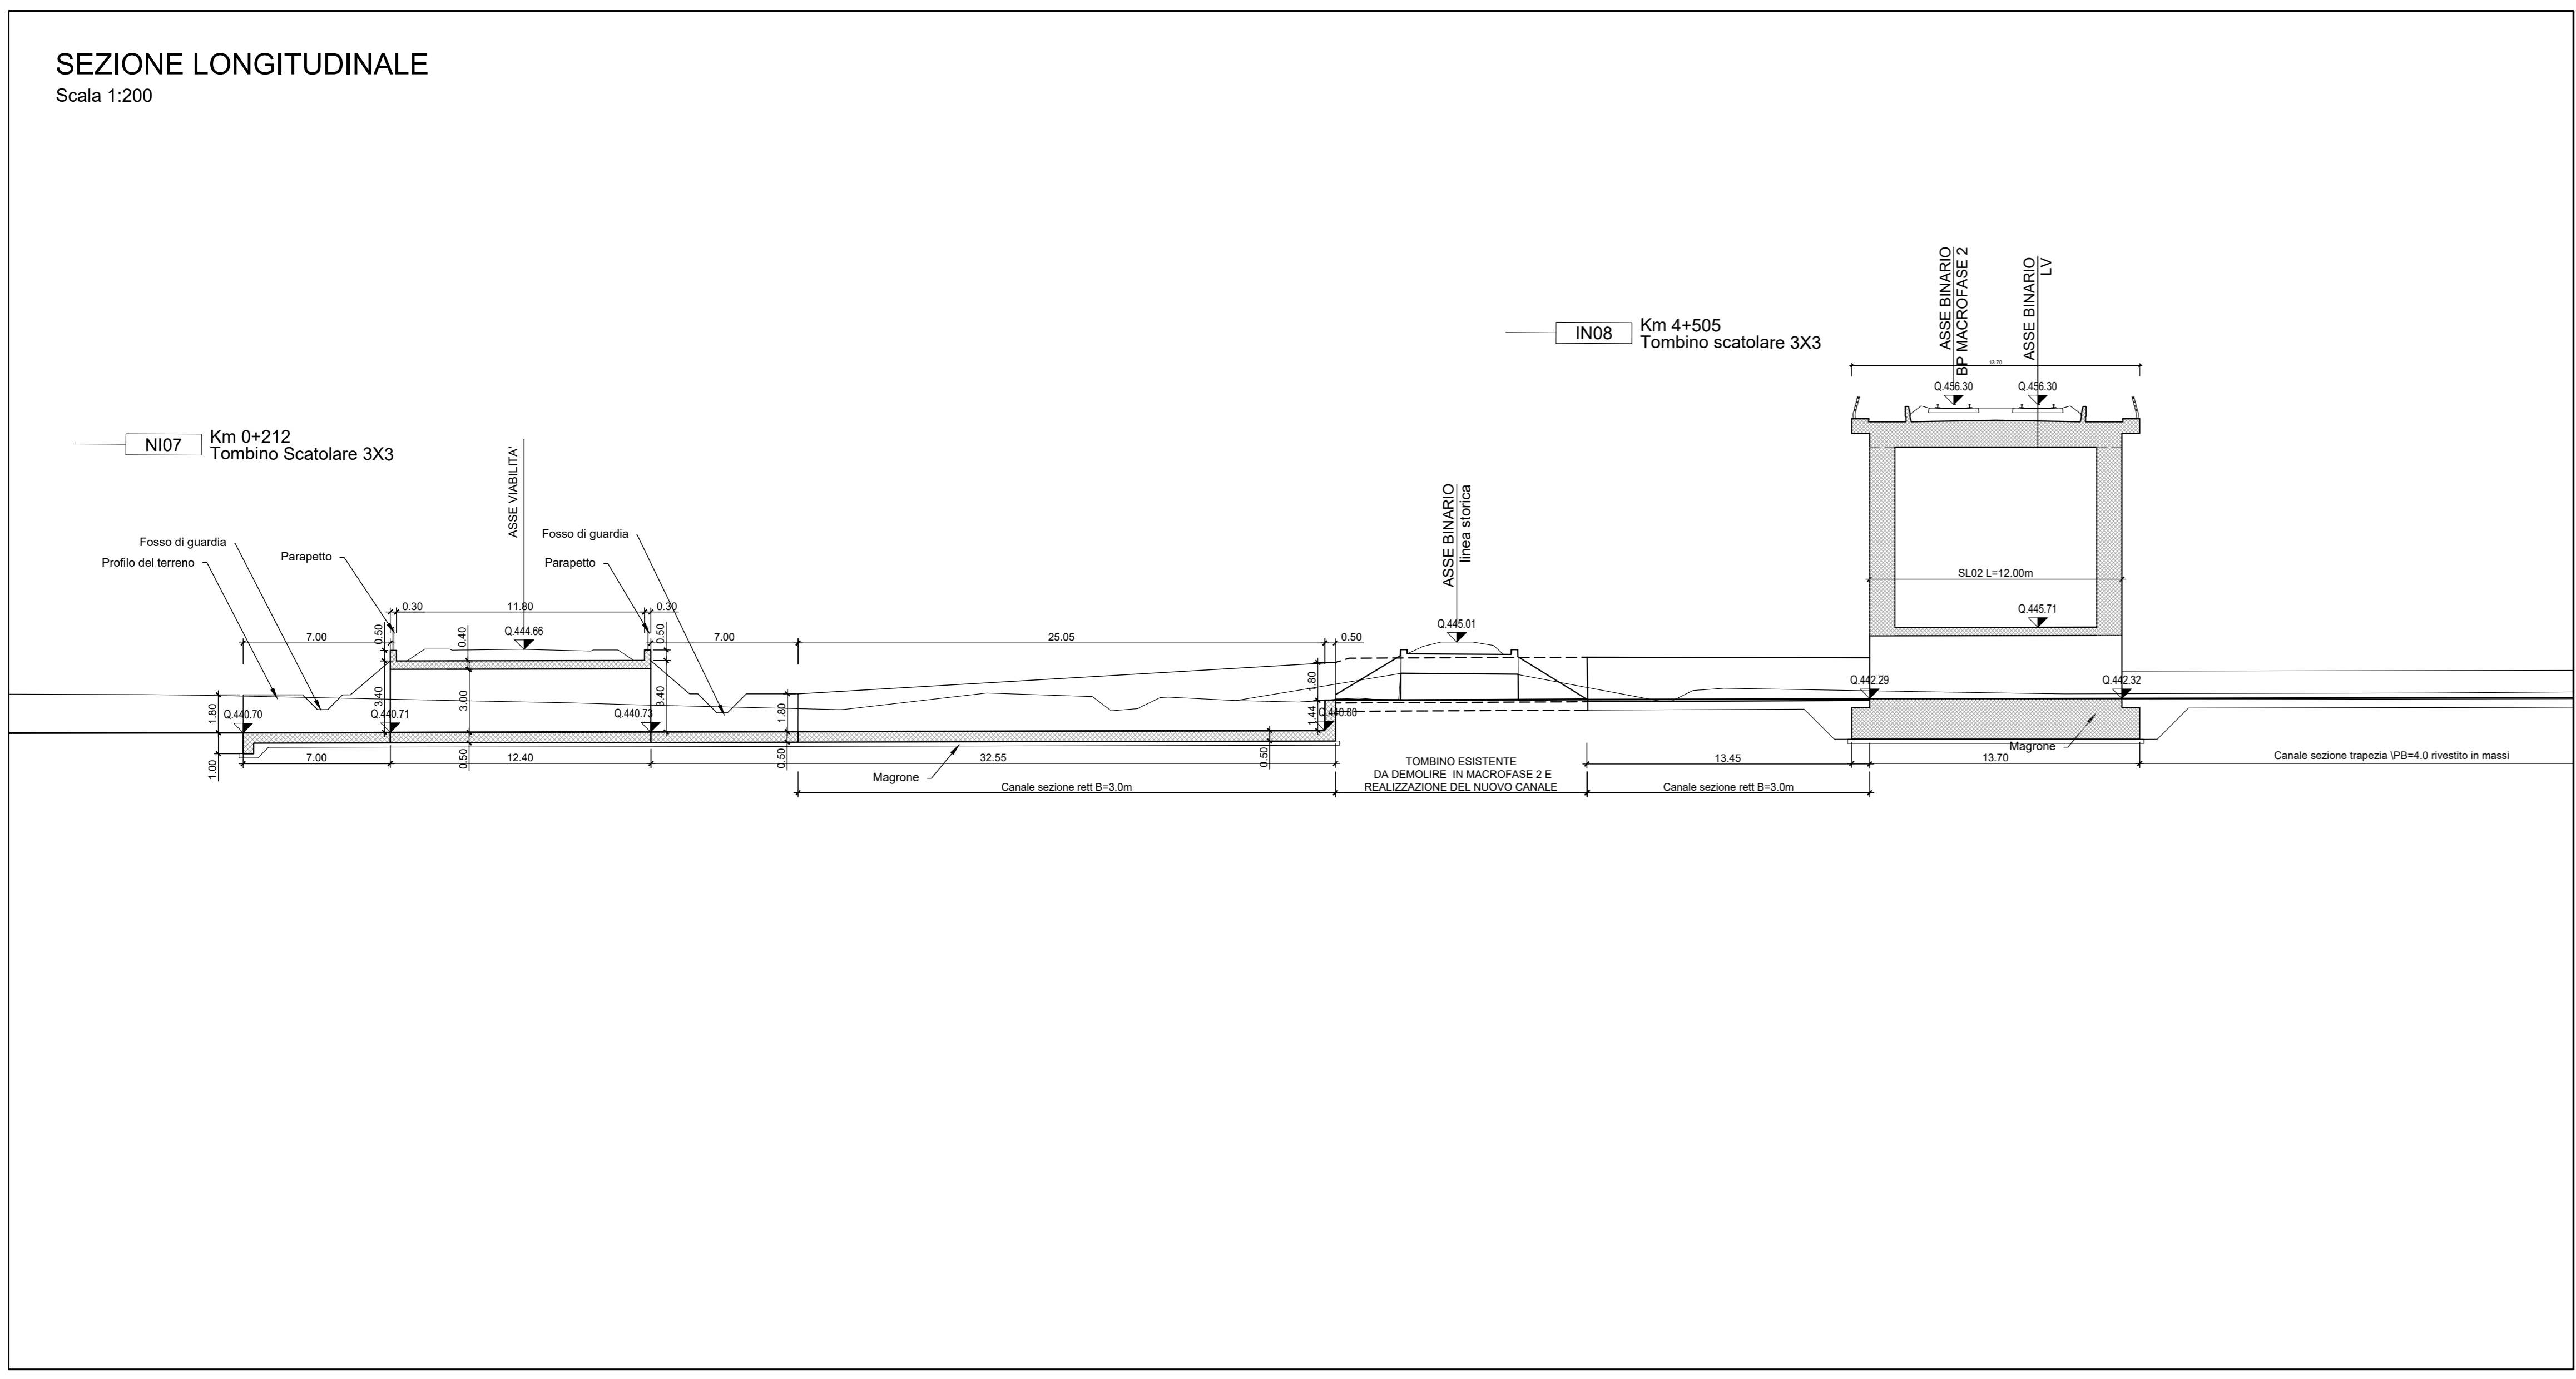 SEZIONE LONGITUDINALE
Scala 1:200
ASSE BINARIO
BP MACROFASE 2
ASSE BINARIO
LV
IN08
Km 4+505
Tombino scatolare 3X3
13.70
Q.456.30
Q.456.30
NI07
Km 0+212
Tombino Scatolare 3X3
ASSE VIABILITA'
ASSE BINARIO
linea storica
Fosso di guardia
Profilo del terreno
Parapetto
Fosso di guardia
Parapetto
SL02 L=12.00m
Q.445.71
0.30
11.80
0.30
7.00
0.50
0.40
Q.444.66
0.50
7.00
25.05
0.50
Q.445.01
1.80
Q.440.70
3.40
Q.440.71
3.00
Q.440.73
3.40
1.80
1.80
1.44
Q.442.29
Q.442.32
1.00
7.00
0.50
12.40
0.50
32.55
0.50
Magrone
Canale sezione rett B=3.0m
TOMBINO ESISTENTE
DA DEMOLIRE IN MACROFASE 2 E
REALIZZAZIONE DEL NUOVO CANALE
13.45
Canale sezione rett B=3.0m
Magrone
13.70
Canale sezione trapezia \PB=4.0 rivestito in massi